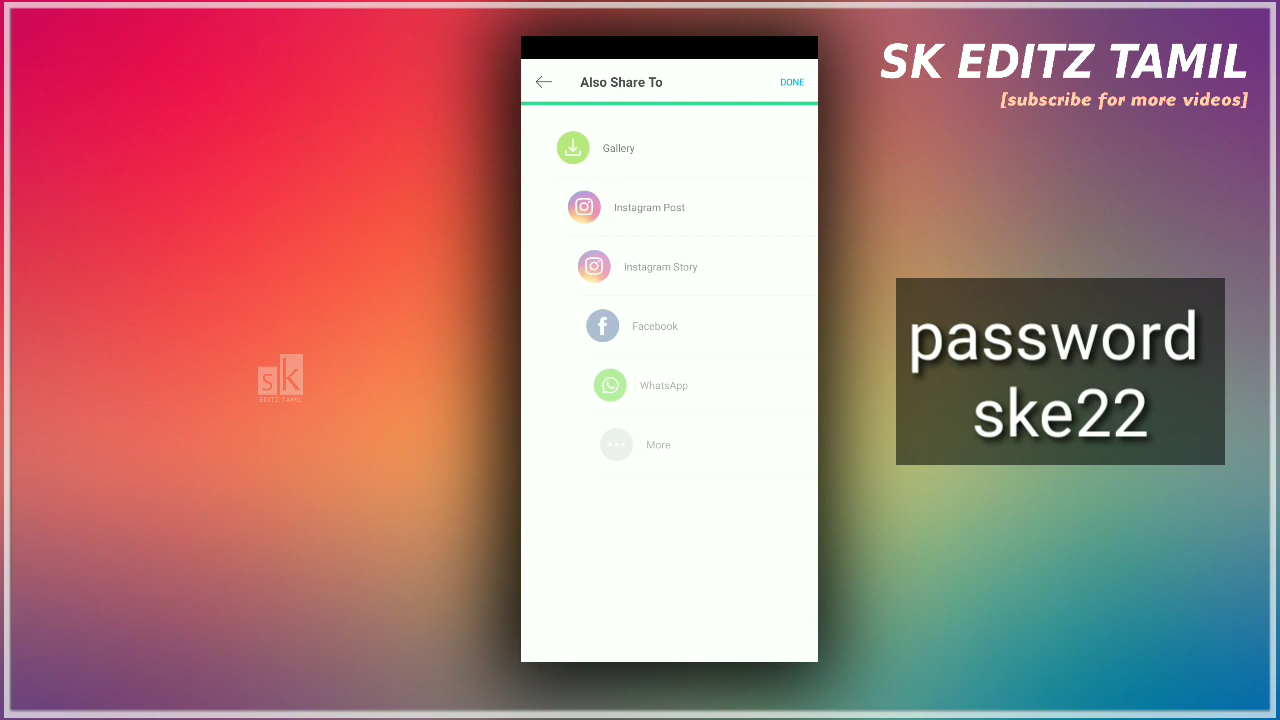 SK EDITZ TAMIL
[subscribe for more videos]
Also Share To
DONE
Gallery
Instagram Post
Instagram Story
Facebook
WhatsApp
More
password
ske22
sk
EDITZ TAMIL